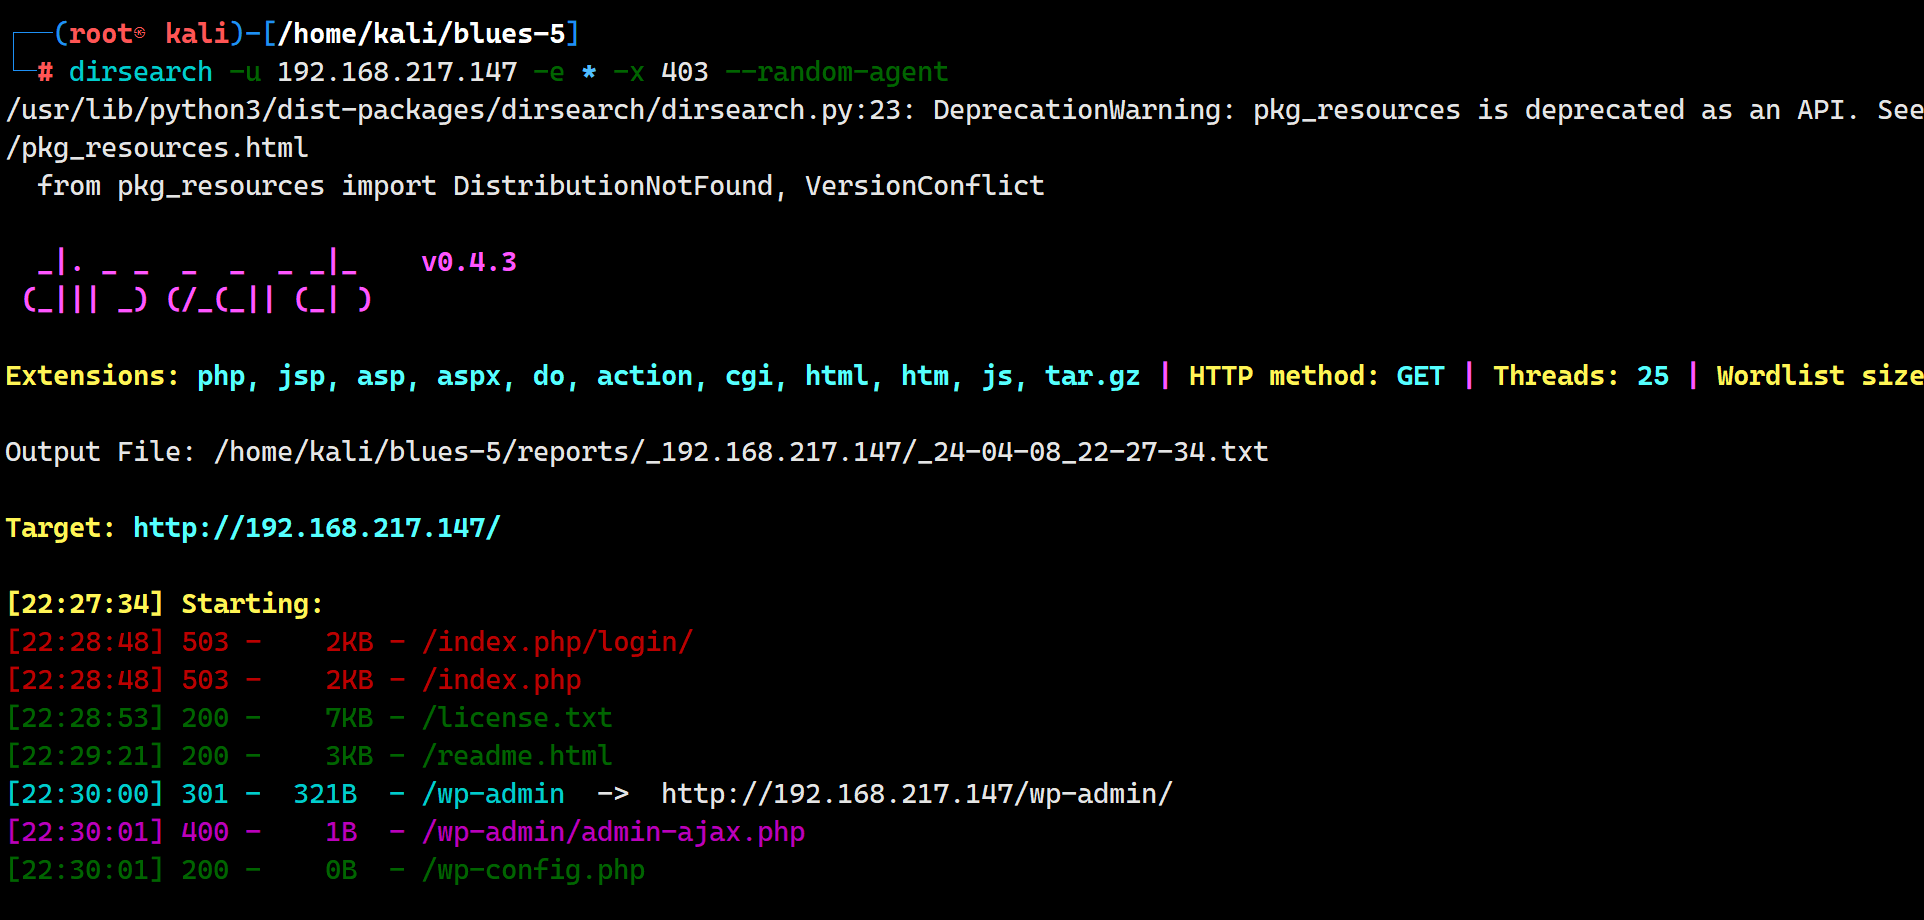 ┌──(root㉿kali)-[/home/kali/blues-5]
└─# dirsearch -u 192.168.217.147 -e * -x 403 --random-agent
/usr/lib/python3/dist-packages/dirsearch/dirsearch.py:23: DeprecationWarning: pkg_resources is deprecated as an API. See
/pkg_resources.html
  from pkg_resources import DistributionNotFound, VersionConflict

  _|. _ _  _  _  _ _|_    v0.4.3
 (_||| _) (/_(_|| (_| )

Extensions: php, jsp, asp, aspx, do, action, cgi, html, htm, js, tar.gz | HTTP method: GET | Threads: 25 | Wordlist size

Output File: /home/kali/blues-5/reports/_192.168.217.147/_24-04-08_22-27-34.txt

Target: http://192.168.217.147/

[22:27:34] Starting:
[22:28:48] 503 -    2KB - /index.php/login/
[22:28:48] 503 -    2KB - /index.php
[22:28:53] 200 -    7KB - /license.txt
[22:29:21] 200 -    3KB - /readme.html
[22:30:00] 301 -  321B  - /wp-admin  ->  http://192.168.217.147/wp-admin/
[22:30:01] 400 -    1B  - /wp-admin/admin-ajax.php
[22:30:01] 200 -    0B  - /wp-config.php